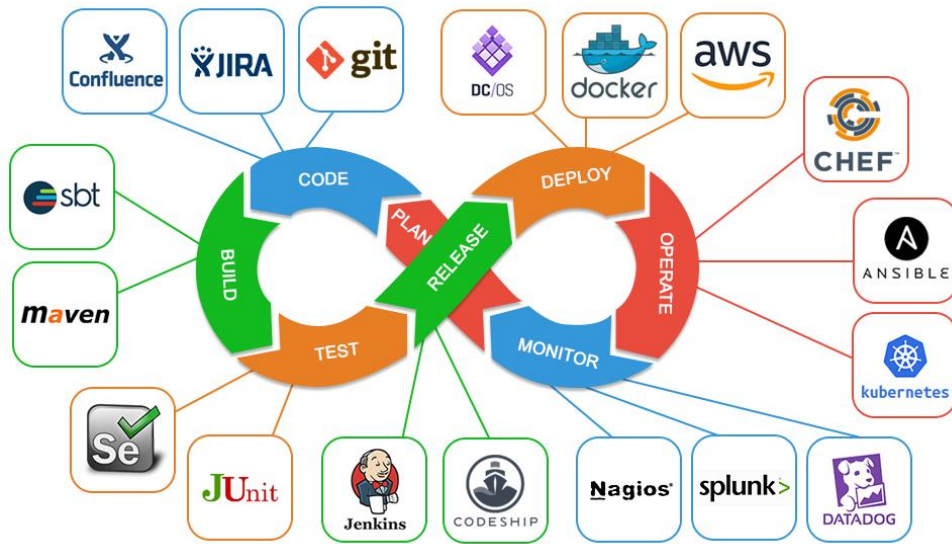 Confluence
JIRA
git
DC/OS
docker
aws
CHEF™
sbt
CODE
DEPLOY
PLAN
RELEASE
BUILD
OPERATE
ANSIBLE
maven
TEST
MONITOR
kubernetes
Se
JUnit
Jenkins
CODESHIP
Nagios®
splunk>
DATADOG